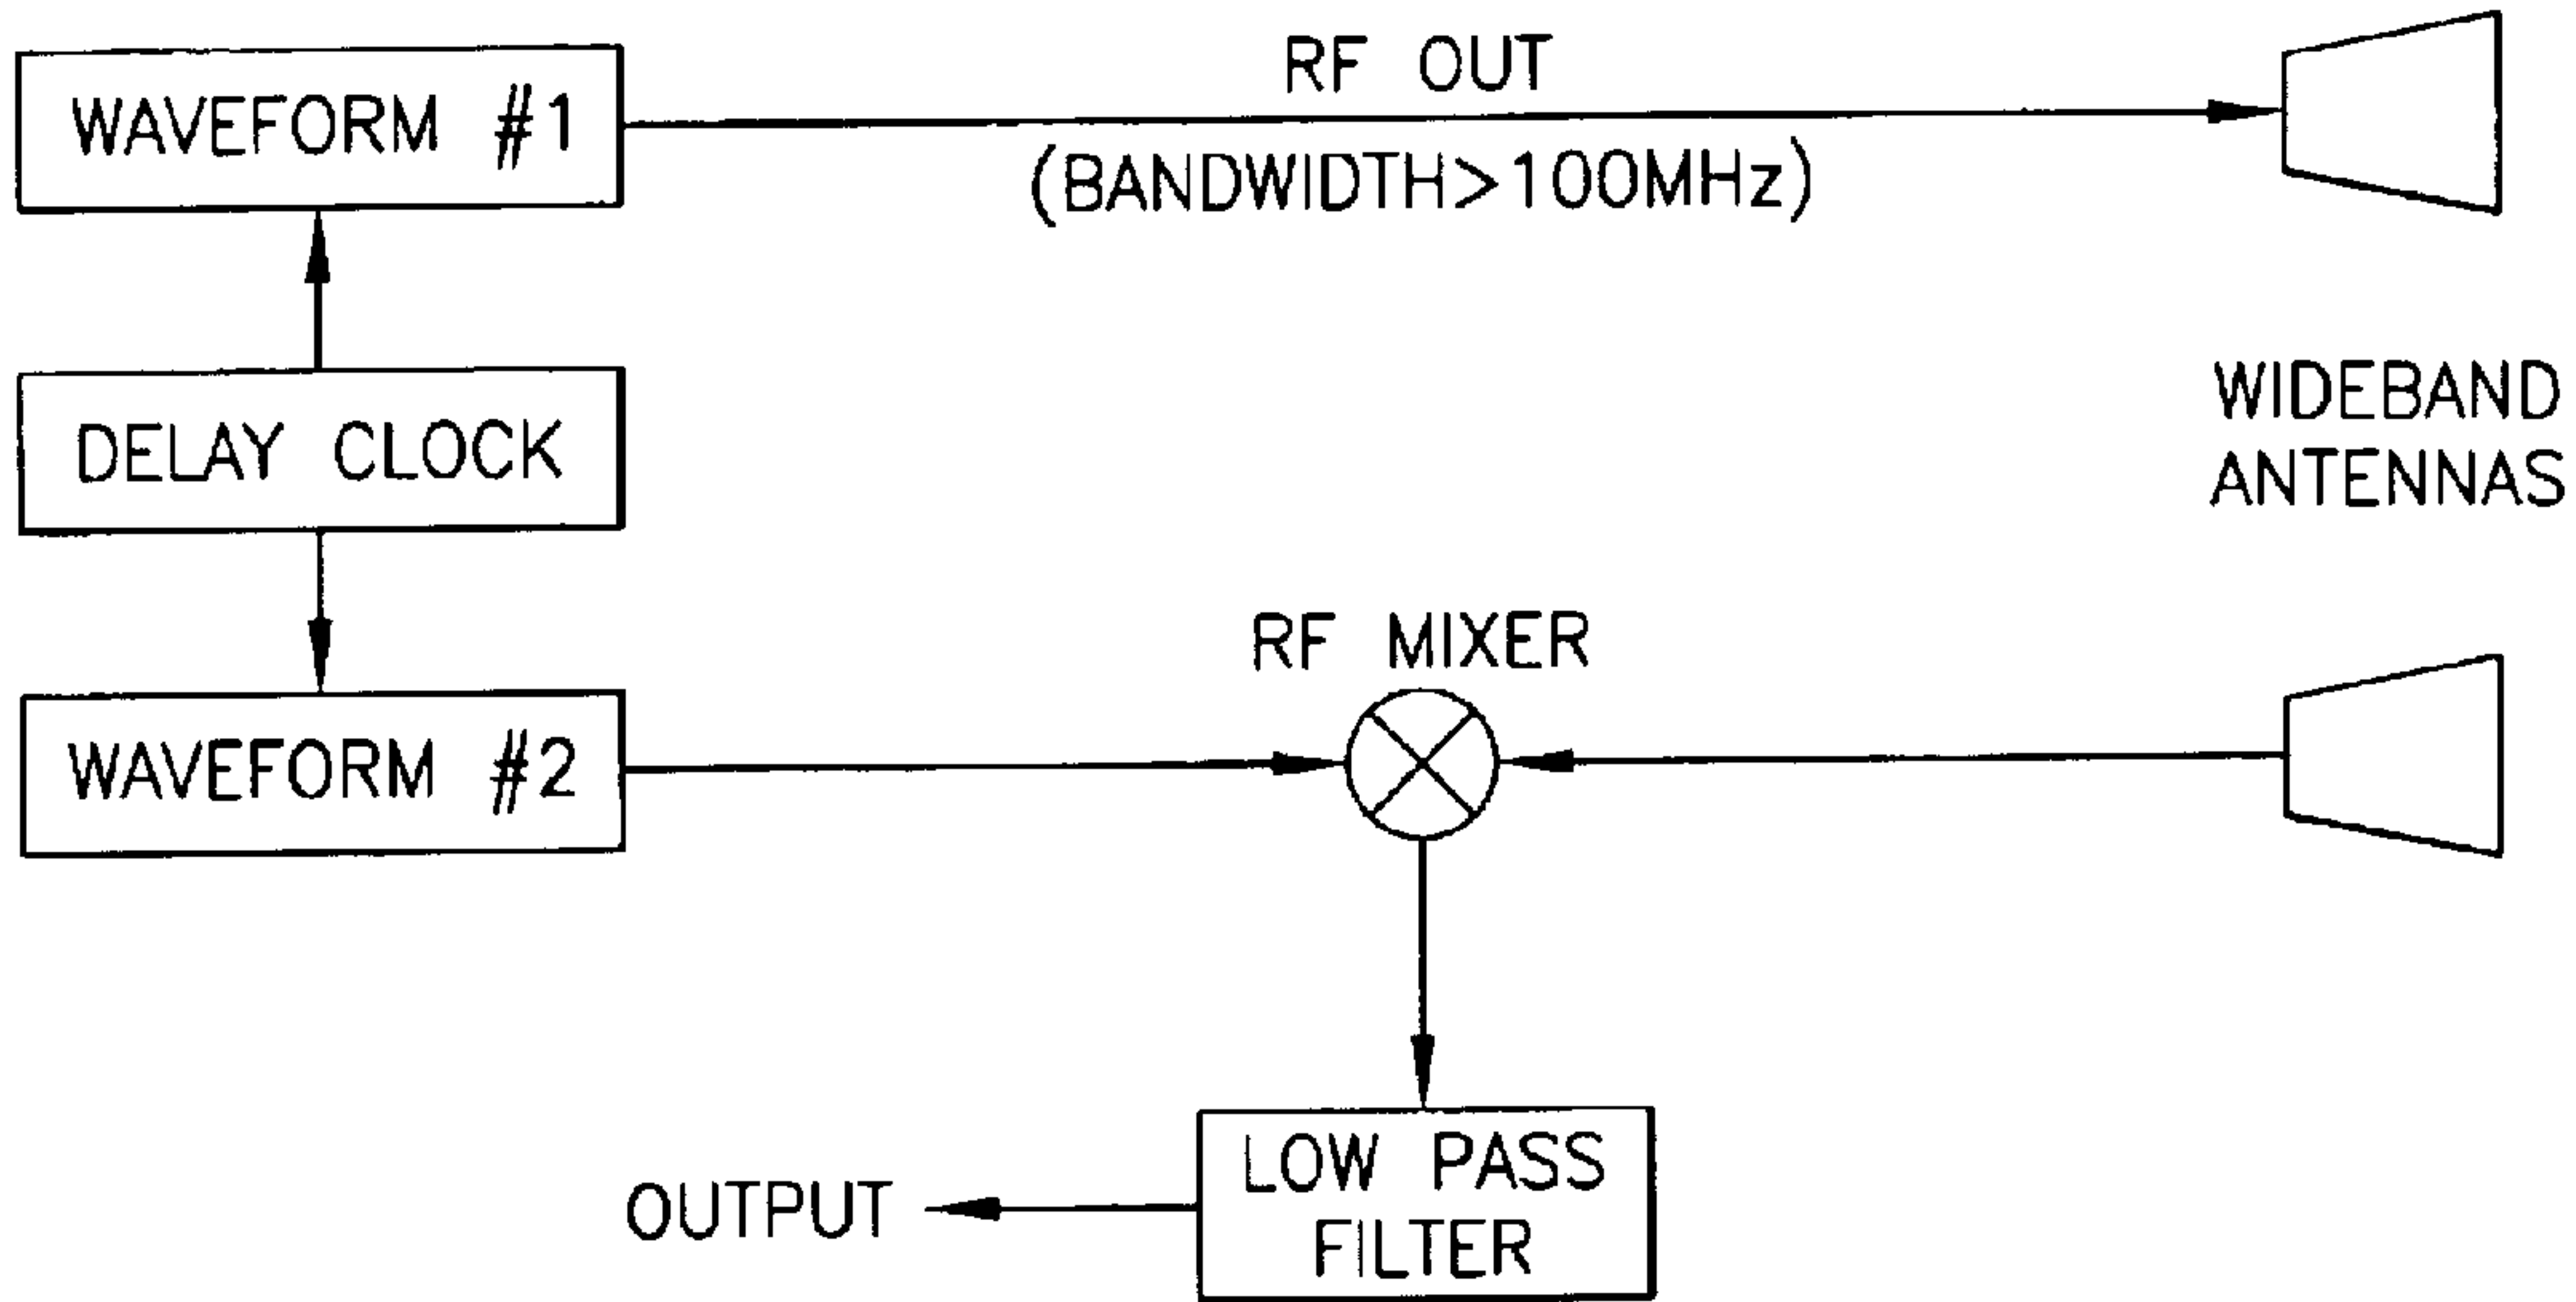 WAVEFORM #1
RF OUT
(BANDWIDTH>100MHz)
DELAY CLOCK
WIDEBAND
ANTENNAS
WAVEFORM #2
RF MIXER
LOW PASS
FILTER
OUTPUT